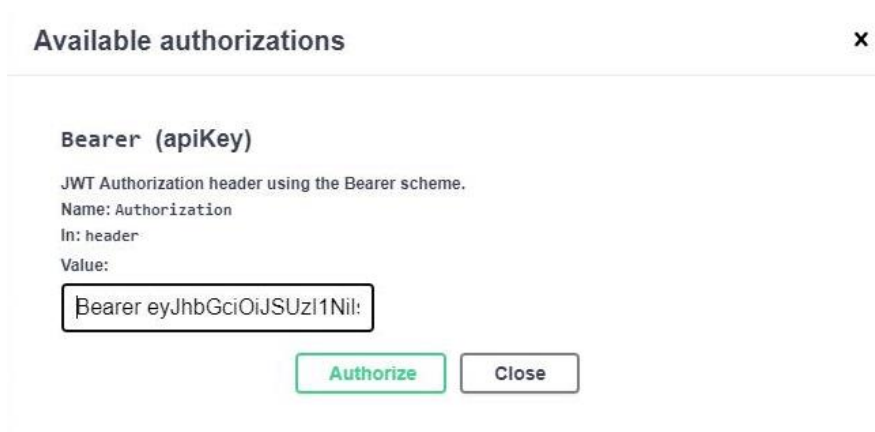 Available authorizations
×
Bearer (apiKey)
JWT Authorization header using the Bearer scheme.
Name: Authorization
In: header
Value:
Bearer eyJhbGciOiJSUzI1NiIs
Authorize Close